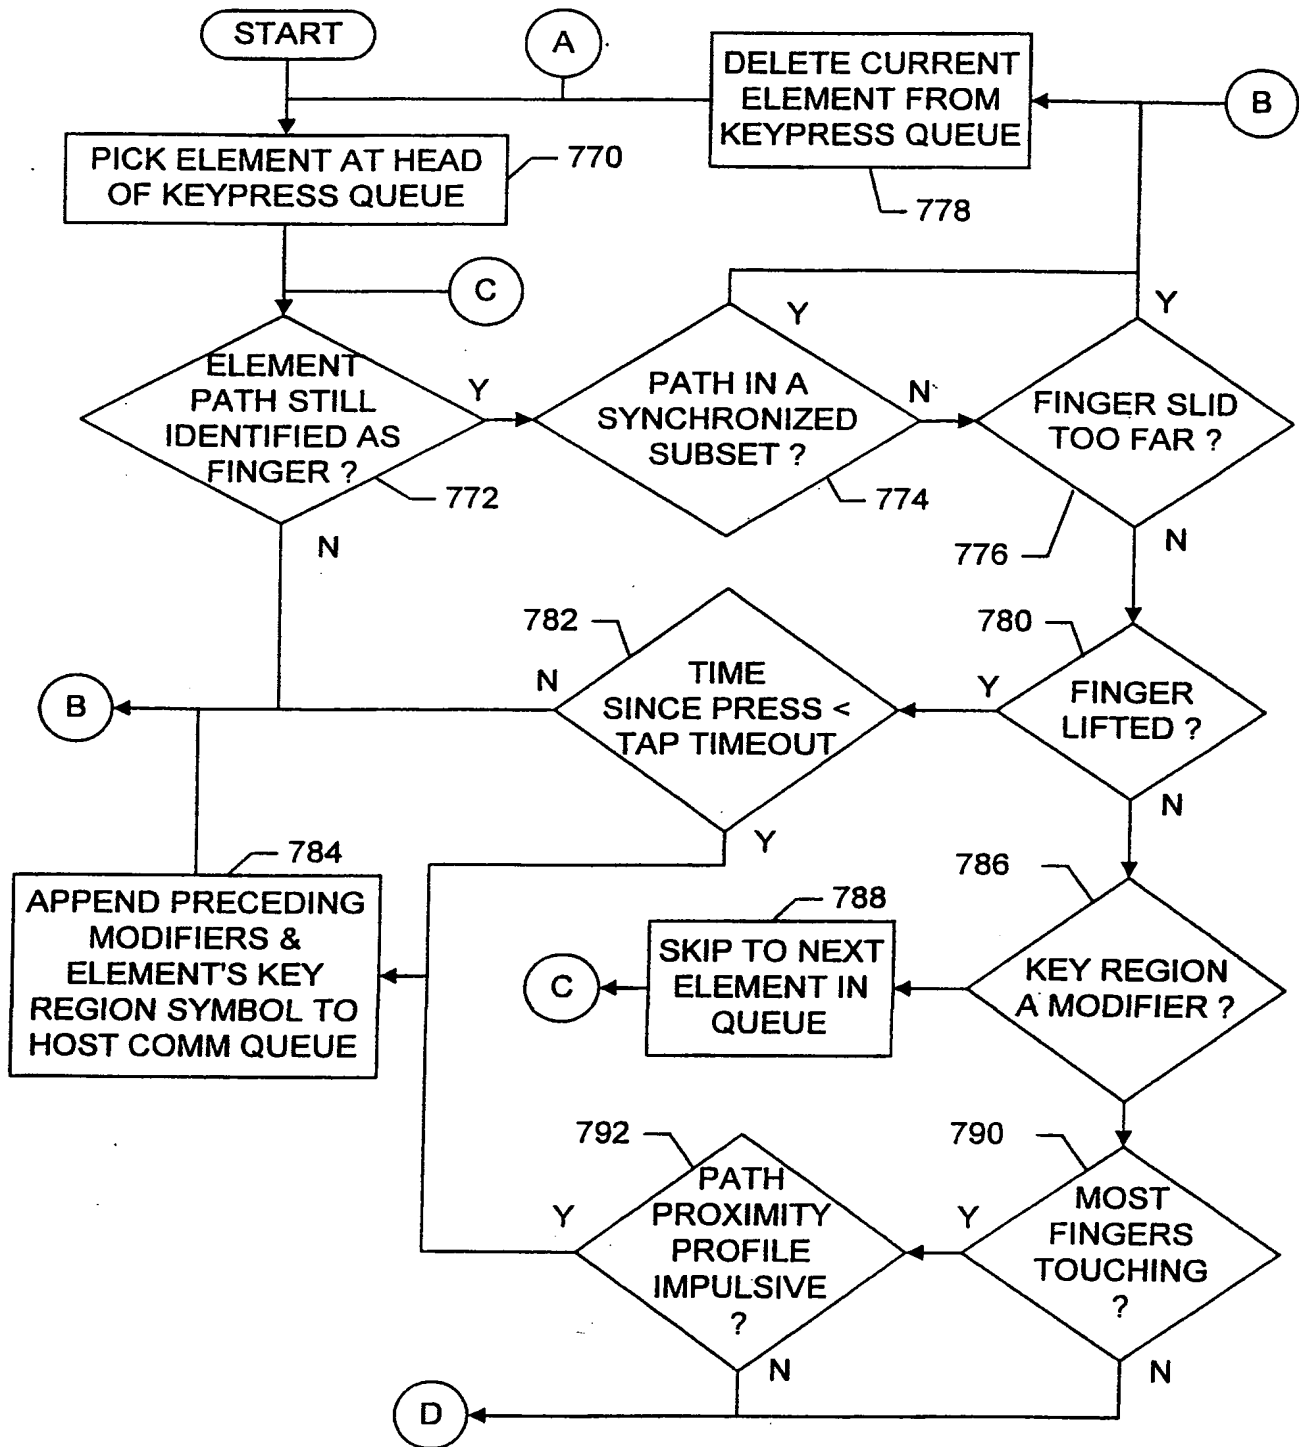 START
A
DELETE CURRENT
ELEMENT FROM
KEYPRESS QUEUE
B
PICK ELEMENT AT HEAD
OF KEYPRESS QUEUE
770
778
C
Y
Y
ELEMENT
PATH STILL
IDENTIFIED AS
FINGER ?
Y
772
PATH IN A
SYNCHRONIZED
SUBSET ?
N
774
FINGER SLID
TOO FAR ?
776
N
N
782
TIME
SINCE PRESS <
TAP TIMEOUT
N
780
Y
FINGER
LIFTED ?
B
Y
N
784
APPEND PRECEDING
MODIFIERS &
ELEMENT'S KEY
REGION SYMBOL TO
HOST COMM QUEUE
788
SKIP TO NEXT
ELEMENT IN
QUEUE
C
786
KEY REGION
A MODIFIER ?
792
PATH
PROXIMITY
PROFILE
IMPULSIVE
?
Y
790
Y
MOST
FINGERS
TOUCHING
?
N
N
D